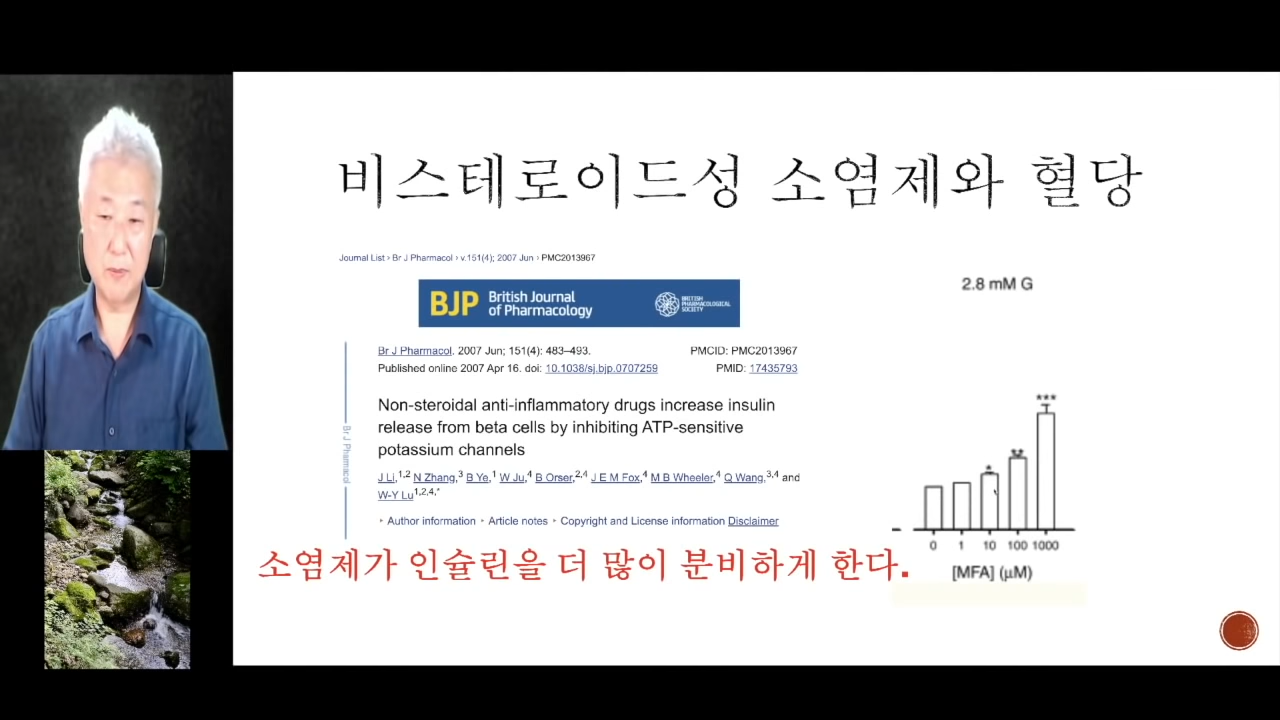 비스테로이드성 소염제와 혈당
Journal List › Br J Pharmacol › v.151(4); 2007 Jun › PMC2013967
BJP British Journal of Pharmacology
BRITISH PHARMACOLOGICAL SOCIETY
Br J Pharmacol. 2007 Jun; 151(4): 483–493. PMCID: PMC2013967
Published online 2007 Apr 16. doi: 10.1038/sj.bjp.0707259 PMID: 17435793
Br J Pharmacol
Non-steroidal anti-inflammatory drugs increase insulin
release from beta cells by inhibiting ATP-sensitive
potassium channels
J Li,1,2 N Zhang,3 B Ye,1 W Ju,4 B Orser,2,4 J E M Fox,4 M B Wheeler,4 Q Wang,3,4 and
W-Y Lu1,2,4,*
‣ Author information ‣ Article notes ‣ Copyright and License information Disclaimer
소염제가 인슐린을 더 많이 분비하게 한다.
2.8 mM G
***
**
*
0 1 10 100 1000
[MFA] (μM)